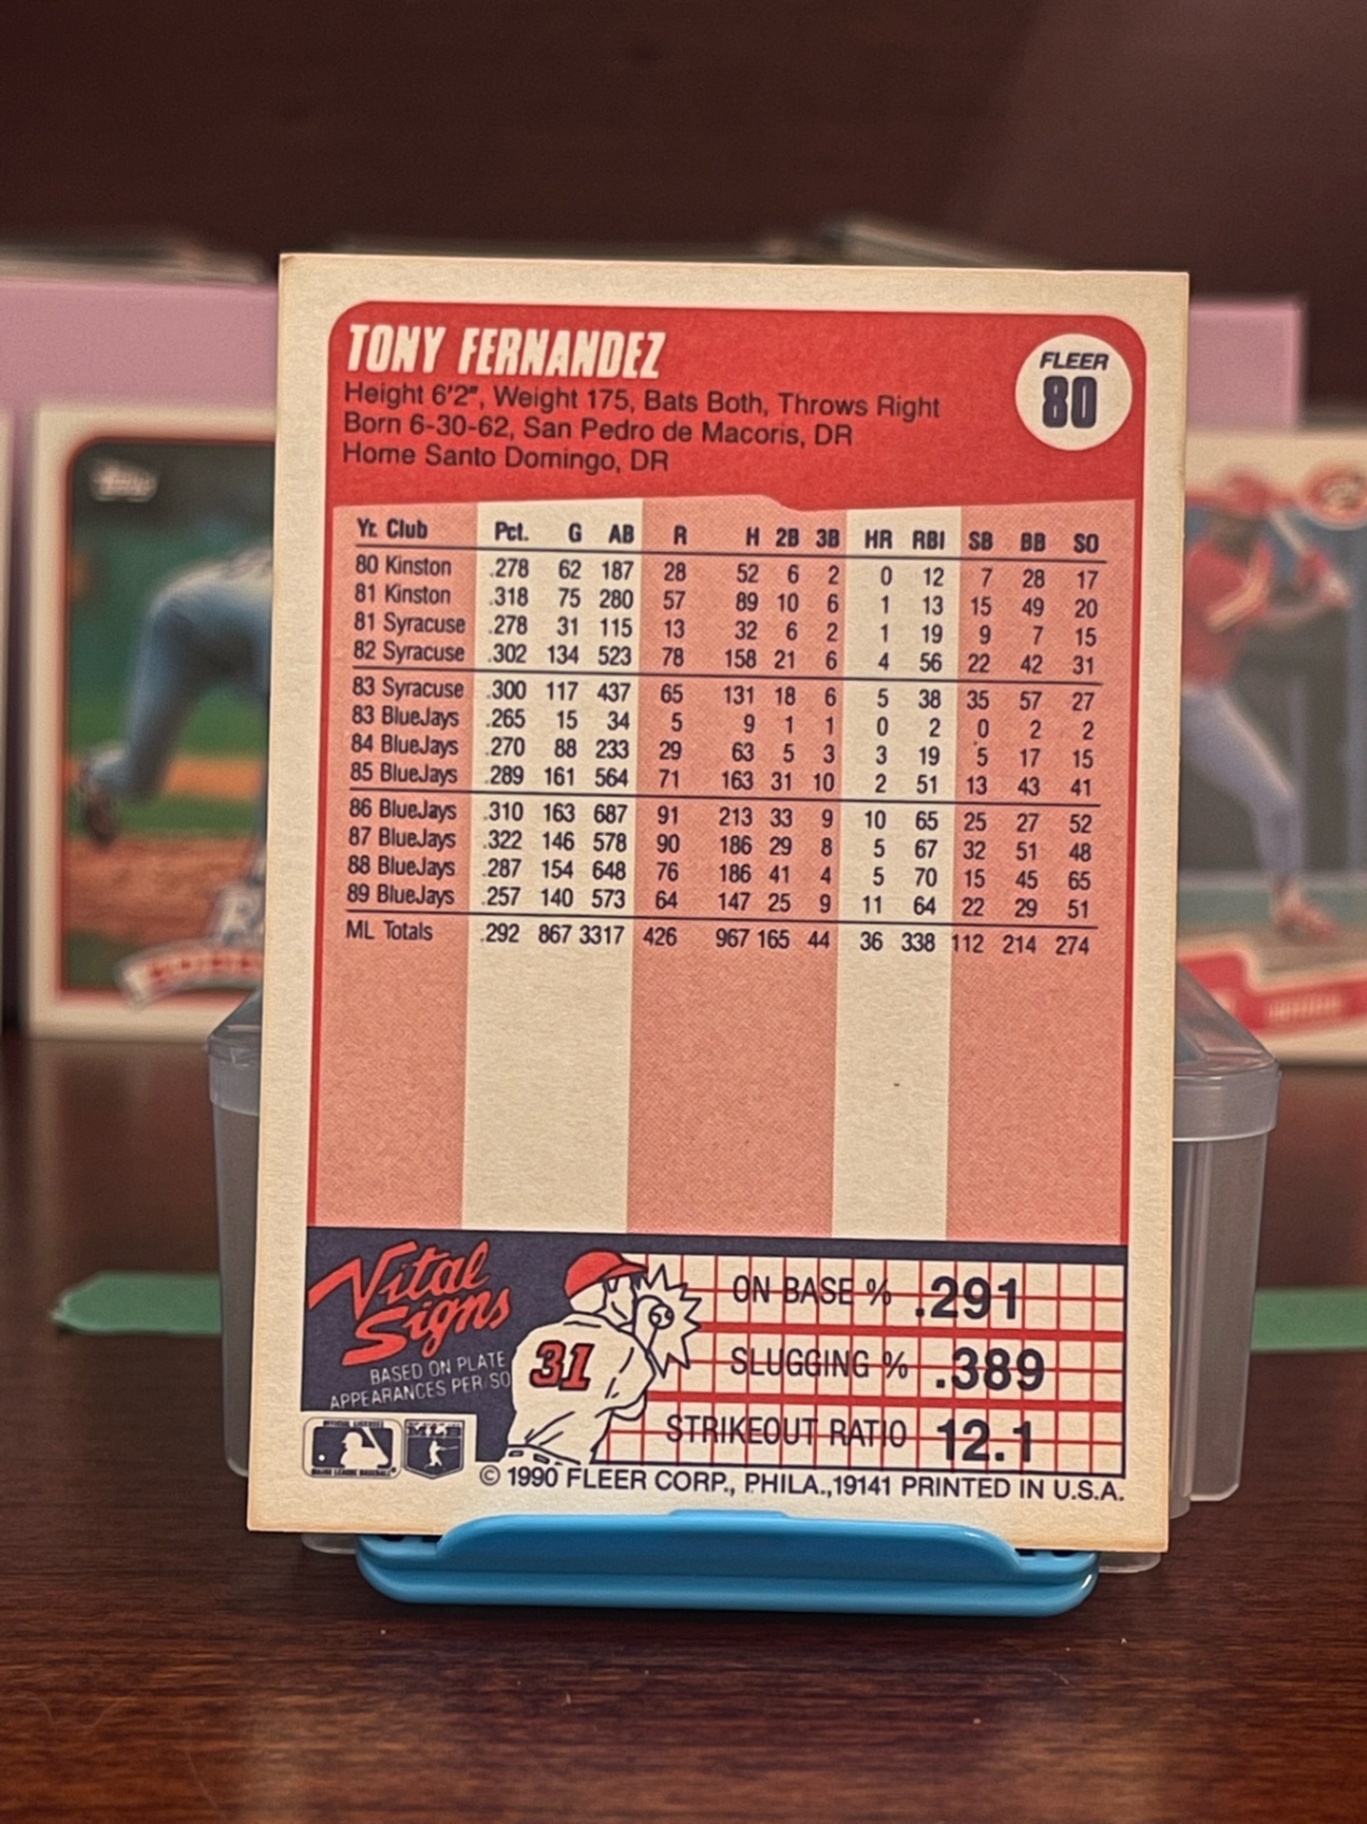 TONY FERNANDEZ
FLEER
80
Height 6'2", Weight 175, Bats Both, Throws Right
Born 6-30-62, San Pedro de Macoris, DR
Home Santo Domingo, DR
Yr. Club Pct. G AB R H 2B 3B HR RBI SB BB SO
80 Kinston .278 62 187 28 52 6 2 0 12 7 28 17
81 Kinston .318 75 280 57 89 10 6 1 13 15 49 20
81 Syracuse .278 31 115 13 32 6 2 1 19 9 7 15
82 Syracuse .302 134 523 78 158 21 6 4 56 22 42 31
83 Syracuse .300 117 437 65 131 18 6 5 38 35 57 27
83 BlueJays .265 15 34 5 9 1 1 0 2 0 2 2
84 BlueJays .270 88 233 29 63 5 3 3 19 5 17 15
85 BlueJays .289 161 564 71 163 31 10 2 51 13 43 41
86 BlueJays .310 163 687 91 213 33 9 10 65 25 27 52
87 BlueJays .322 146 578 90 186 29 8 5 67 32 51 48
88 BlueJays .287 154 648 76 186 41 4 5 70 15 45 65
89 BlueJays .257 140 573 64 147 25 9 11 64 22 29 51
ML Totals .292 867 3317 426 967 165 44 36 338 112 214 274
Vital
Signs
BASED ON PLATE
APPEARANCES PER SO
31
ON BASE % .291
SLUGGING % .389
STRIKEOUT RATIO 12.1
MAJOR LEAGUE BASEBALL
© 1990 FLEER CORP., PHILA.,19141 PRINTED IN U.S.A.
Topps